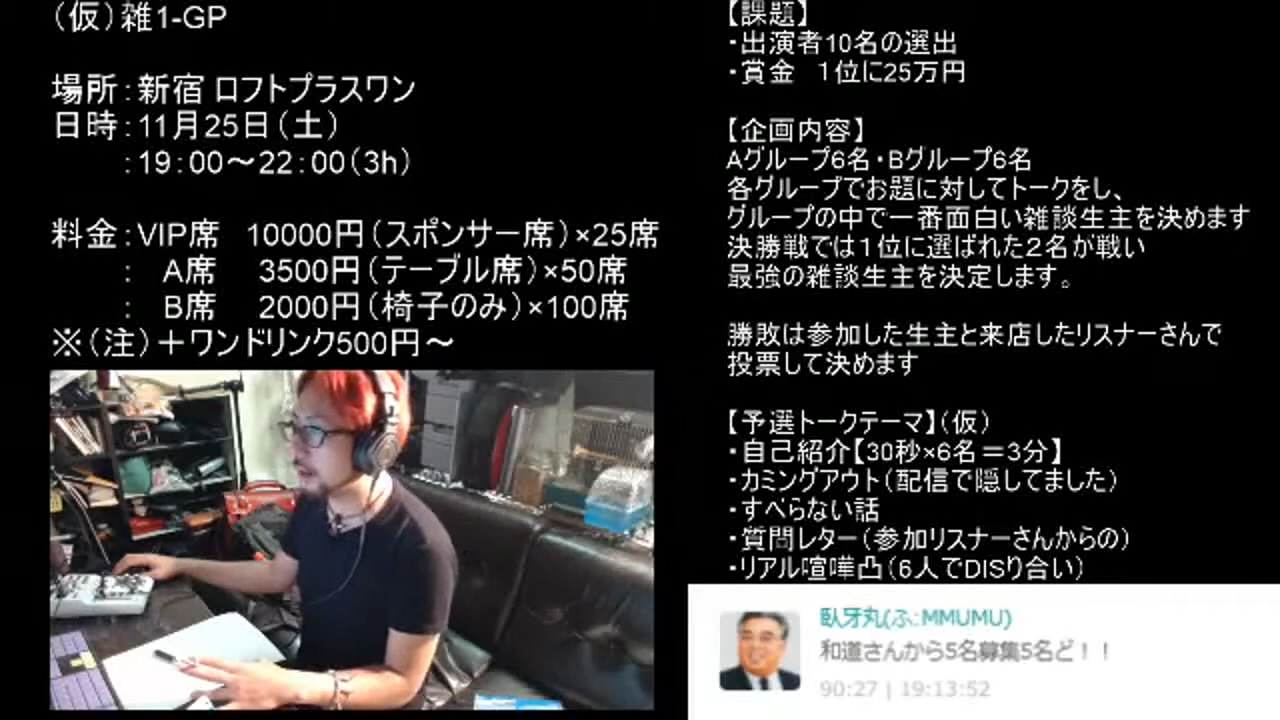 （仮）雑1-GP
場所：新宿 ロフトプラスワン
日時：11月25日（土）
：19：00～22：00（3h）
料金：VIP席　10000円（スポンサー席）×25席
：　A席　3500円（テーブル席）×50席
：　B席　2000円（椅子のみ）×100席
※（注）＋ワンドリンク500円～
【課題】
・出演者10名の選出
・賞金　1位に25万円
【企画内容】
Aグループ6名・Bグループ6名
各グループでお題に対してトークをし、
グループの中で一番面白い雑談生主を決めます
決勝戦では1位に選ばれた2名が戦い
最強の雑談生主を決定します。
勝敗は参加した生主と来店したリスナーさんで
投票して決めます
【予選トークテーマ】（仮）
・自己紹介【30秒×6名＝3分】
・カミングアウト（配信で隠してました）
・すべらない話
・質問レター（参加リスナーさんからの）
・リアル喧嘩凸（6人でDISり合い）
臥牙丸(ふ:MMUMU)
和道さんから5名募集5名ど！！
90:27 | 19:13:52